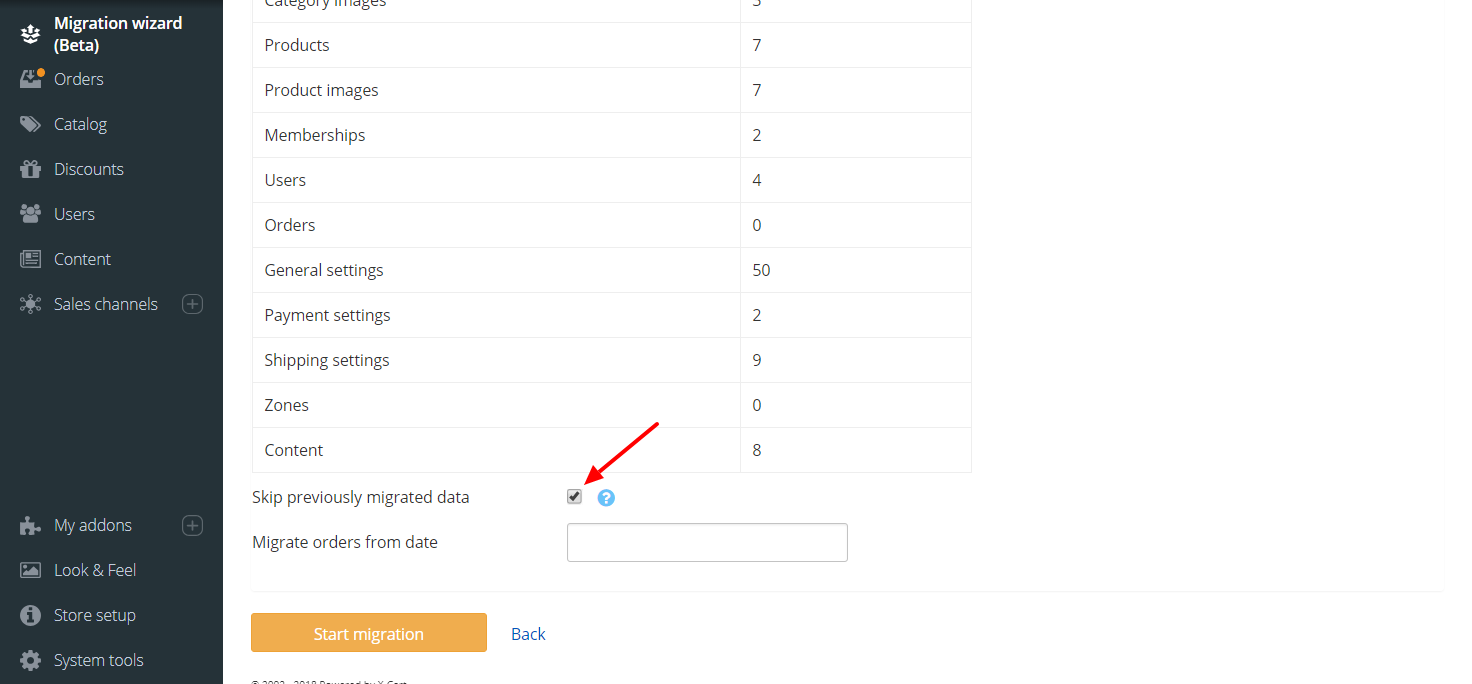 Migration wizard
(Beta)
Orders
Catalog
Discounts
Users
Content
Sales channels
My addons
Look & Feel
Store setup
System tools
Category images 5
Products 7
Product images 7
Memberships 2
Users 4
Orders 0
General settings 50
Payment settings 2
Shipping settings 9
Zones 0
Content 8
Skip previously migrated data ?
Migrate orders from date
Start migration Back